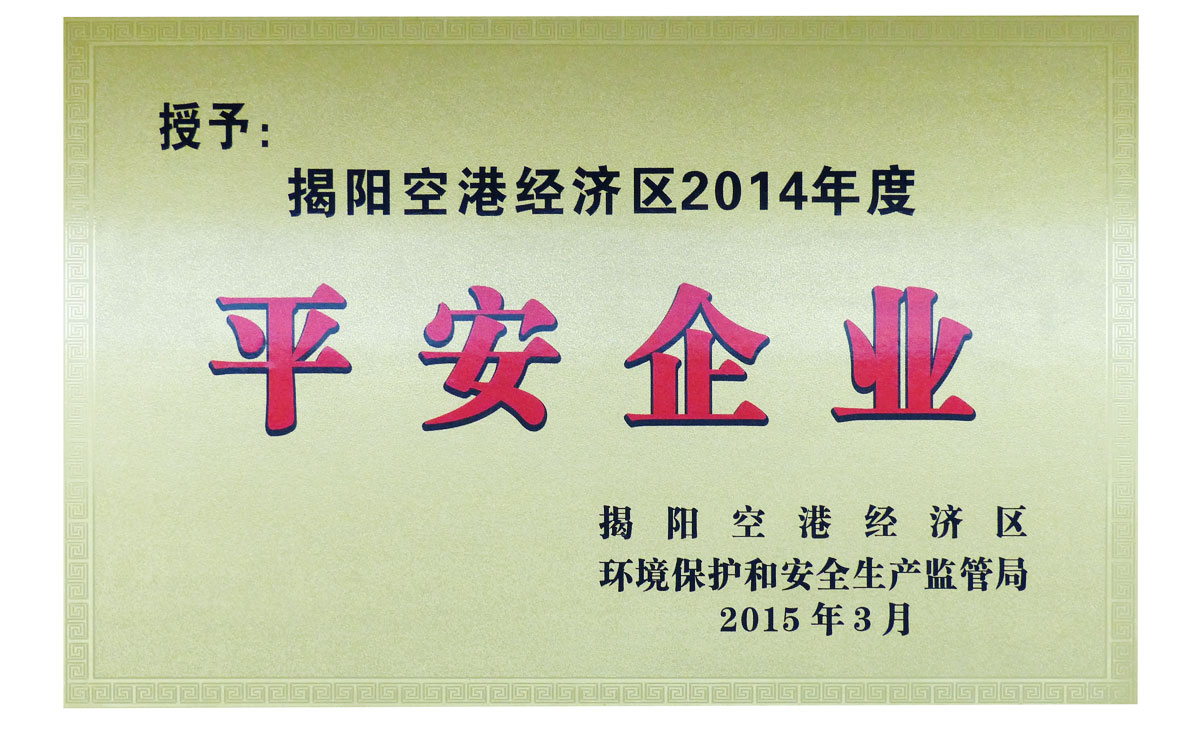 授予：
揭阳空港经济区2014年度
平安企业
揭阳空港经济区
环境保护和安全生产监管局
2015年3月